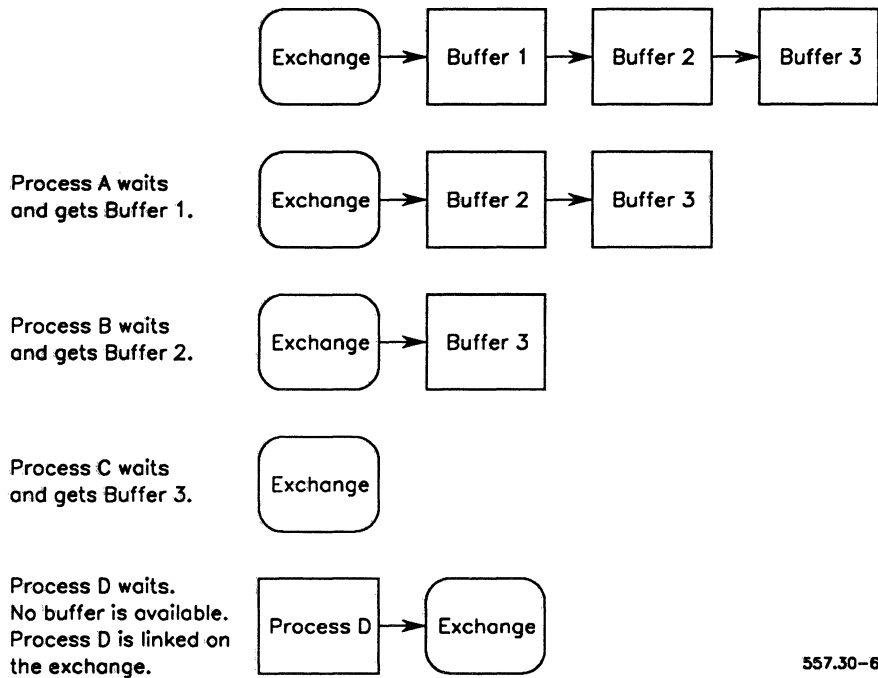 Exchange Buffer 1 Buffer 2 Buffer 3
Process A waits
and gets Buffer 1.
Exchange Buffer 2 Buffer 3
Process B waits
and gets Buffer 2.
Exchange Buffer 3
Process C waits
and gets Buffer 3.
Exchange
Process D waits.
No buffer is available.
Process D is linked on
the exchange.
Process D Exchange
557.30-6